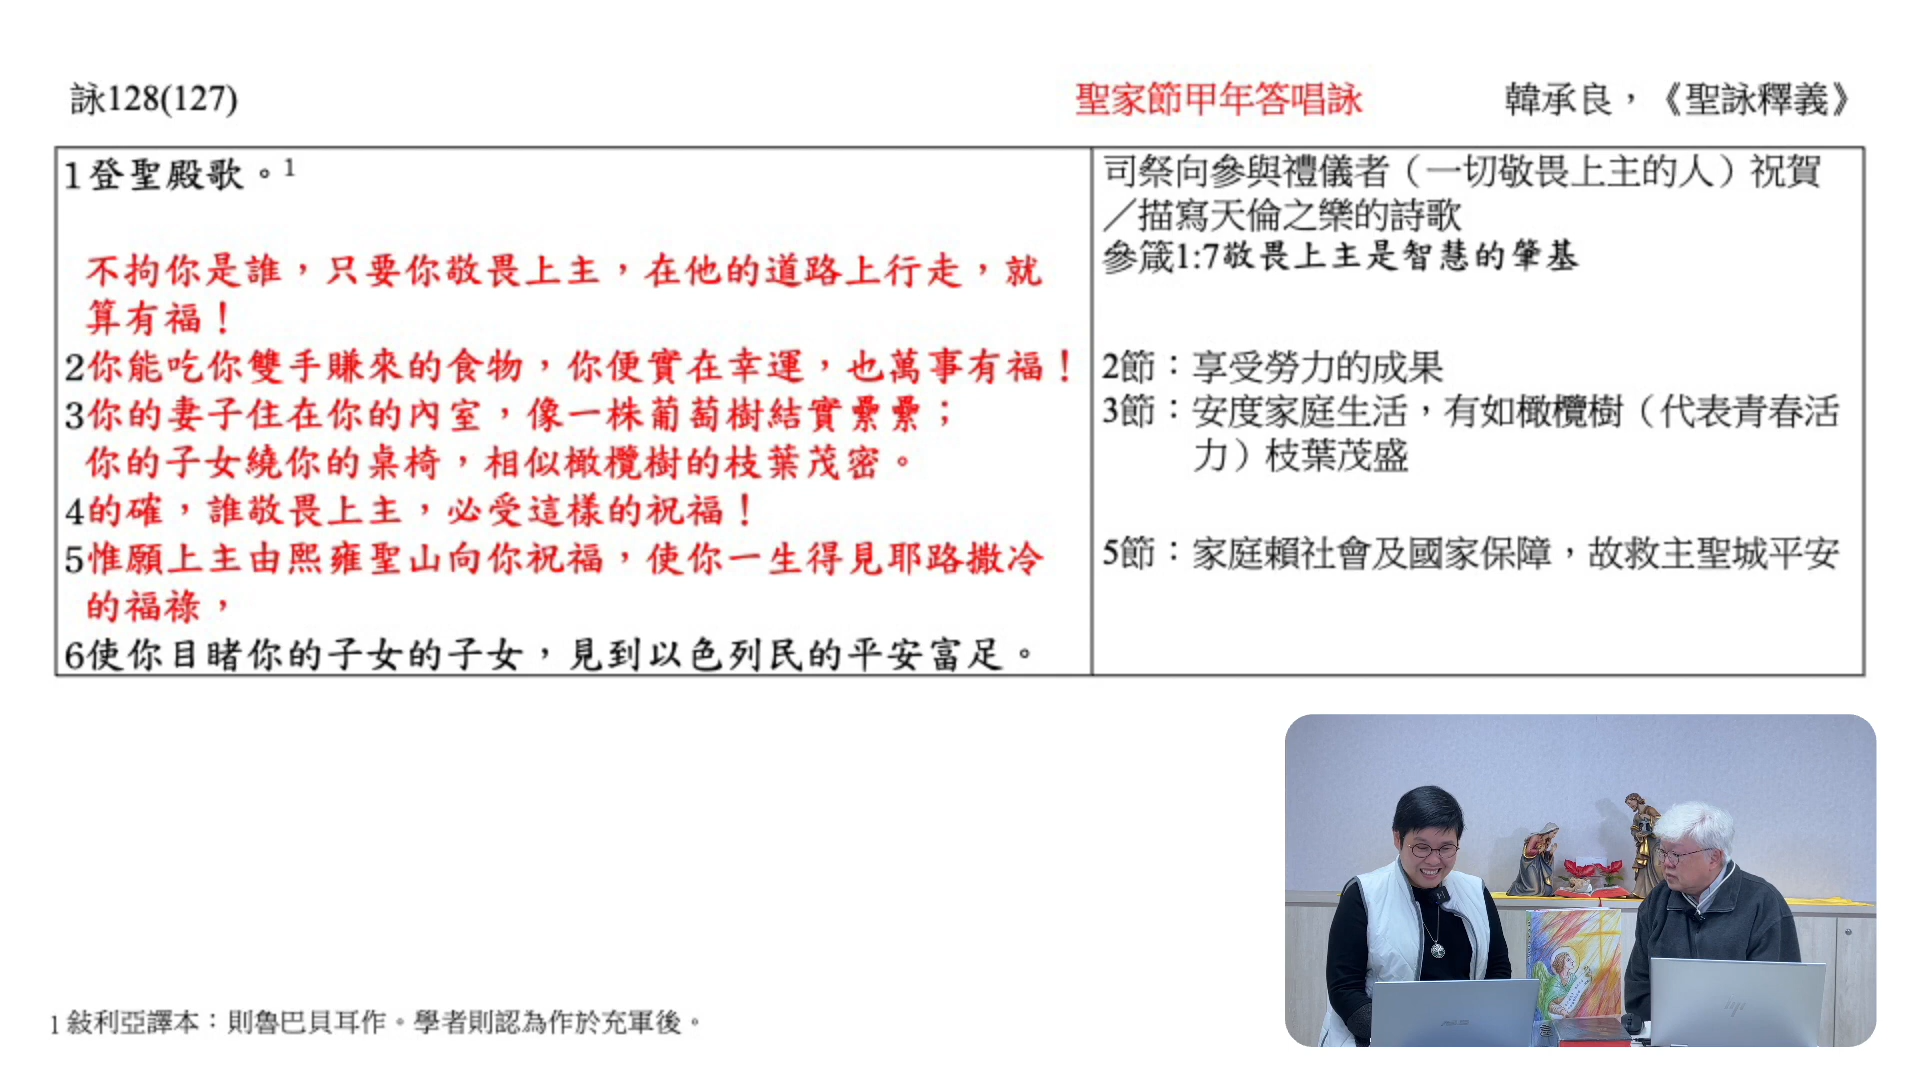 詠128(127)
聖家節甲年答唱詠
韓承良，《聖詠釋義》
1登聖殿歌。1
不拘你是誰，只要你敬畏上主，在他的道路上行走，就
算有福！
2你能吃你雙手賺來的食物，你便實在幸運，也萬事有福！
3你的妻子住在你的內室，像一株葡萄樹結實纍纍；
你的子女繞你的桌椅，相似橄欖樹的枝葉茂密。
4的確，誰敬畏上主，必受這樣的祝福！
5惟願上主由熙雍聖山向你祝福，使你一生得見耶路撒冷
的福祿，
6使你目睹你的子女的子女，見到以色列民的平安富足。
司祭向參與禮儀者（一切敬畏上主的人）祝賀
／描寫天倫之樂的詩歌
參箴1:7敬畏上主是智慧的肇基
2節：享受勞力的成果
3節：安度家庭生活，有如橄欖樹（代表青春活
力）枝葉茂盛
5節：家庭賴社會及國家保障，故救主聖城平安
1 敍利亞譯本：則魯巴貝耳作。學者則認為作於充軍後。